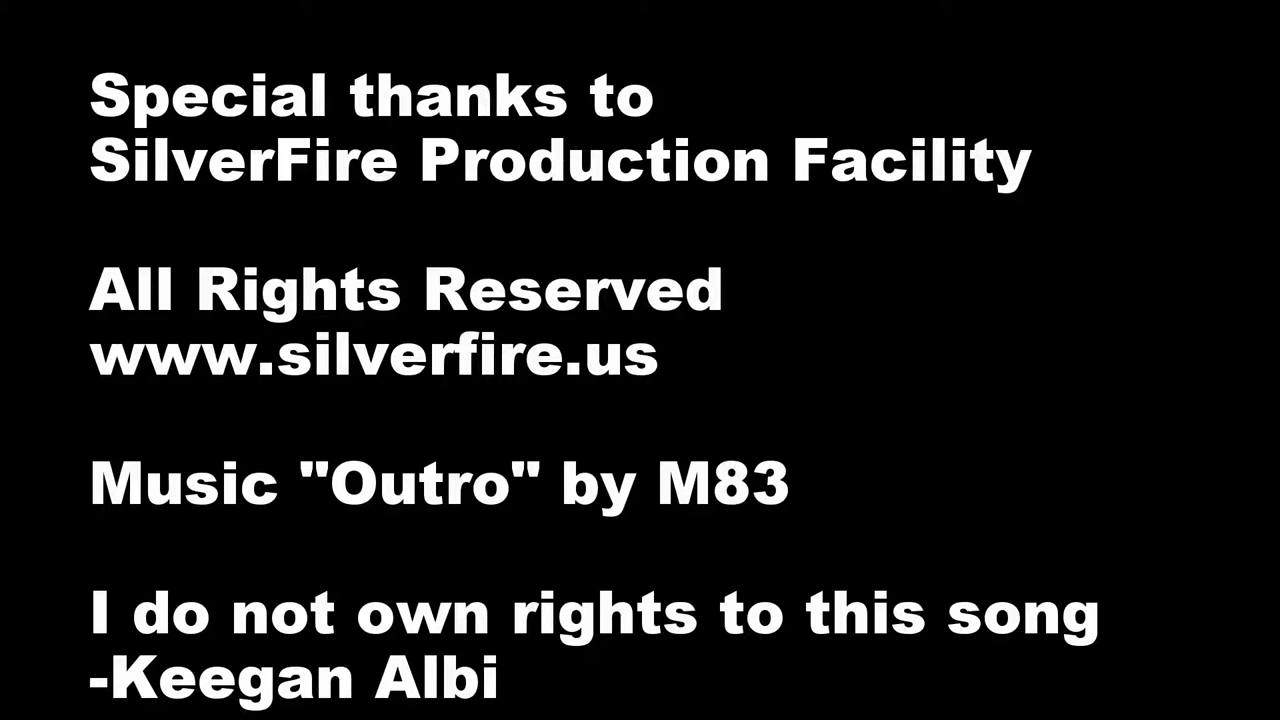 Special thanks to
SilverFire Production Facility
All Rights Reserved
www.silverfire.us
Music "Outro" by M83
I do not own rights to this song
-Keegan Albi